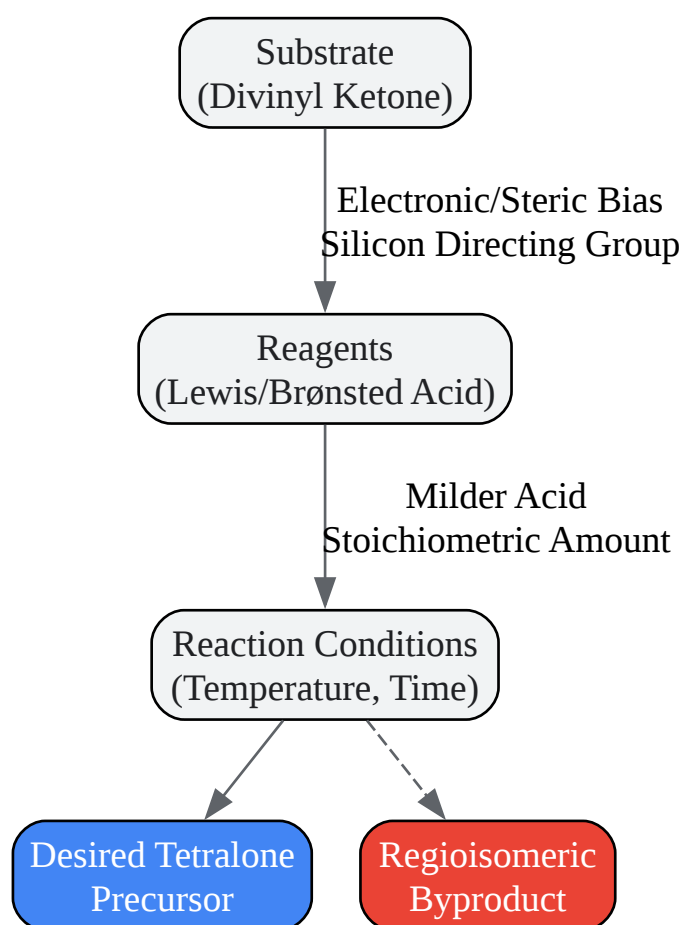 Substrate
(Divinyl Ketone)
Electronic/Steric Bias
Silicon Directing Group
Reagents
(Lewis/Brønsted Acid)
Milder Acid
Stoichiometric Amount
Reaction Conditions
(Temperature, Time)
Desired Tetralone
Precursor
Regioisomeric
Byproduct